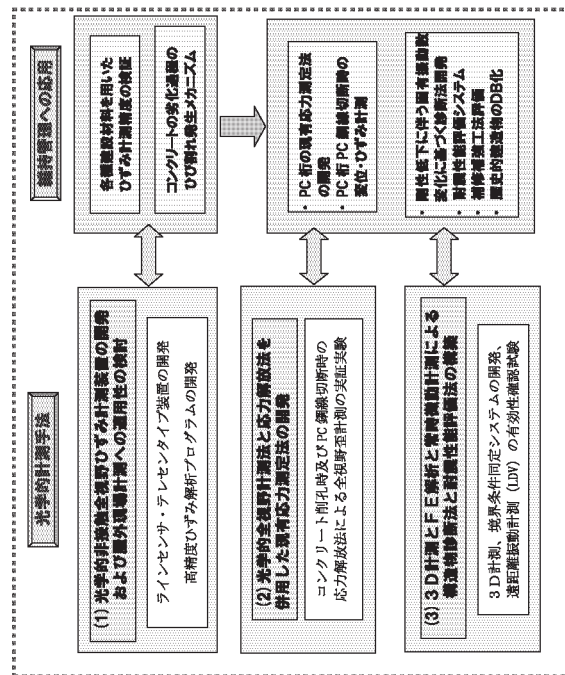 光学的計測手法
(1) 光学的非接触全視野ひずみ計測装置の開発
および屋外現場計測への適用性の検討
ラインセンサ・テレセンタイプ装置の開発
高精度ひずみ解析プログラムの開発
(2) 光学的全視野計測法と応力解放法を
併用した現有応力測定法の開発
コンクリート削孔時及びPC鋼線切断時の
応力解放法による全視野歪計測の実証実験
(3) 3D計測とFE解析と常時微動計測による
構造物診断法と耐震性能評価法の構築
3D計測、境界条件同定システムの開発、
遠距離振動計測（LDV）の有効性確認試験
維持管理への応用
各種建設材料を用いた
ひずみ計測精度の検証
コンクリートの劣化過程の
ひび割れ発生メカニズム
・PC桁の現有応力測定法
の開発
・PC桁PC鋼線切断時の
変位・ひずみ計測
・剛性低下に伴う固有振動数
変化に基づく診断法開発
・耐震性能評価システム
・補修補強工法評価
・歴史的構造物のDB化